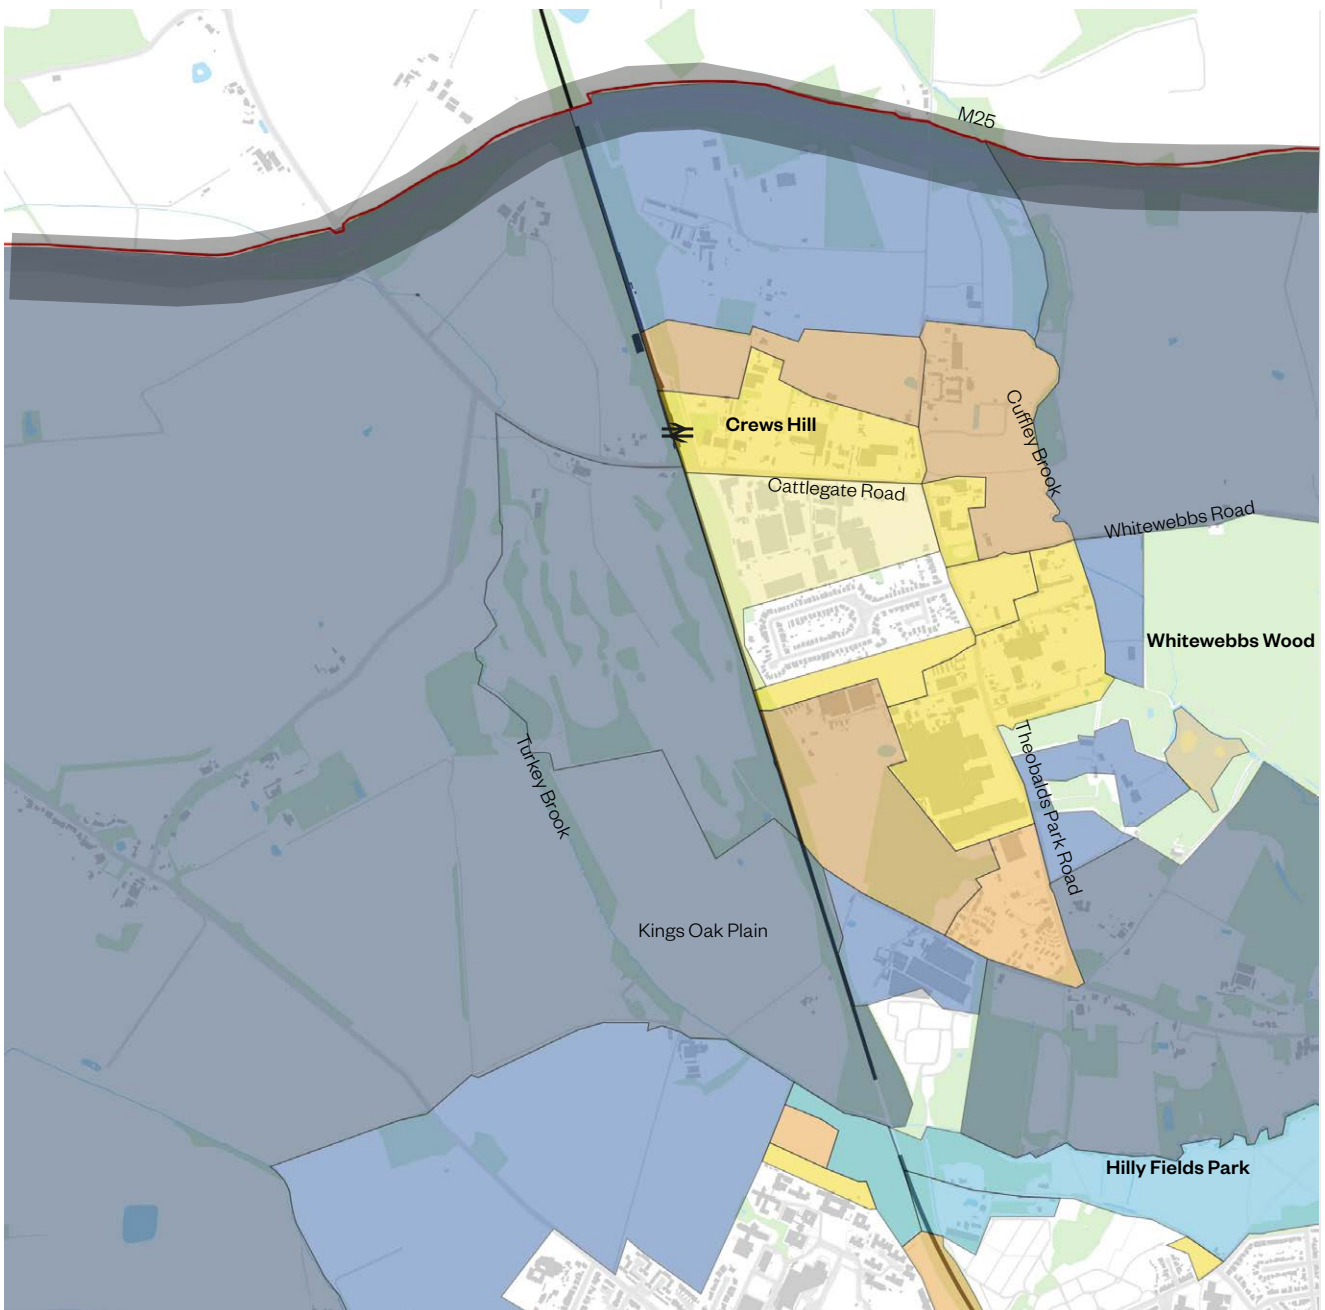 M25
Cuffley Brook
Crews Hill
Cattlegate Road
Whitewebbs Road
Whitewebbs Wood
Turkey Brook
Theobalds Park Road
Kings Oak Plain
Hilly Fields Park